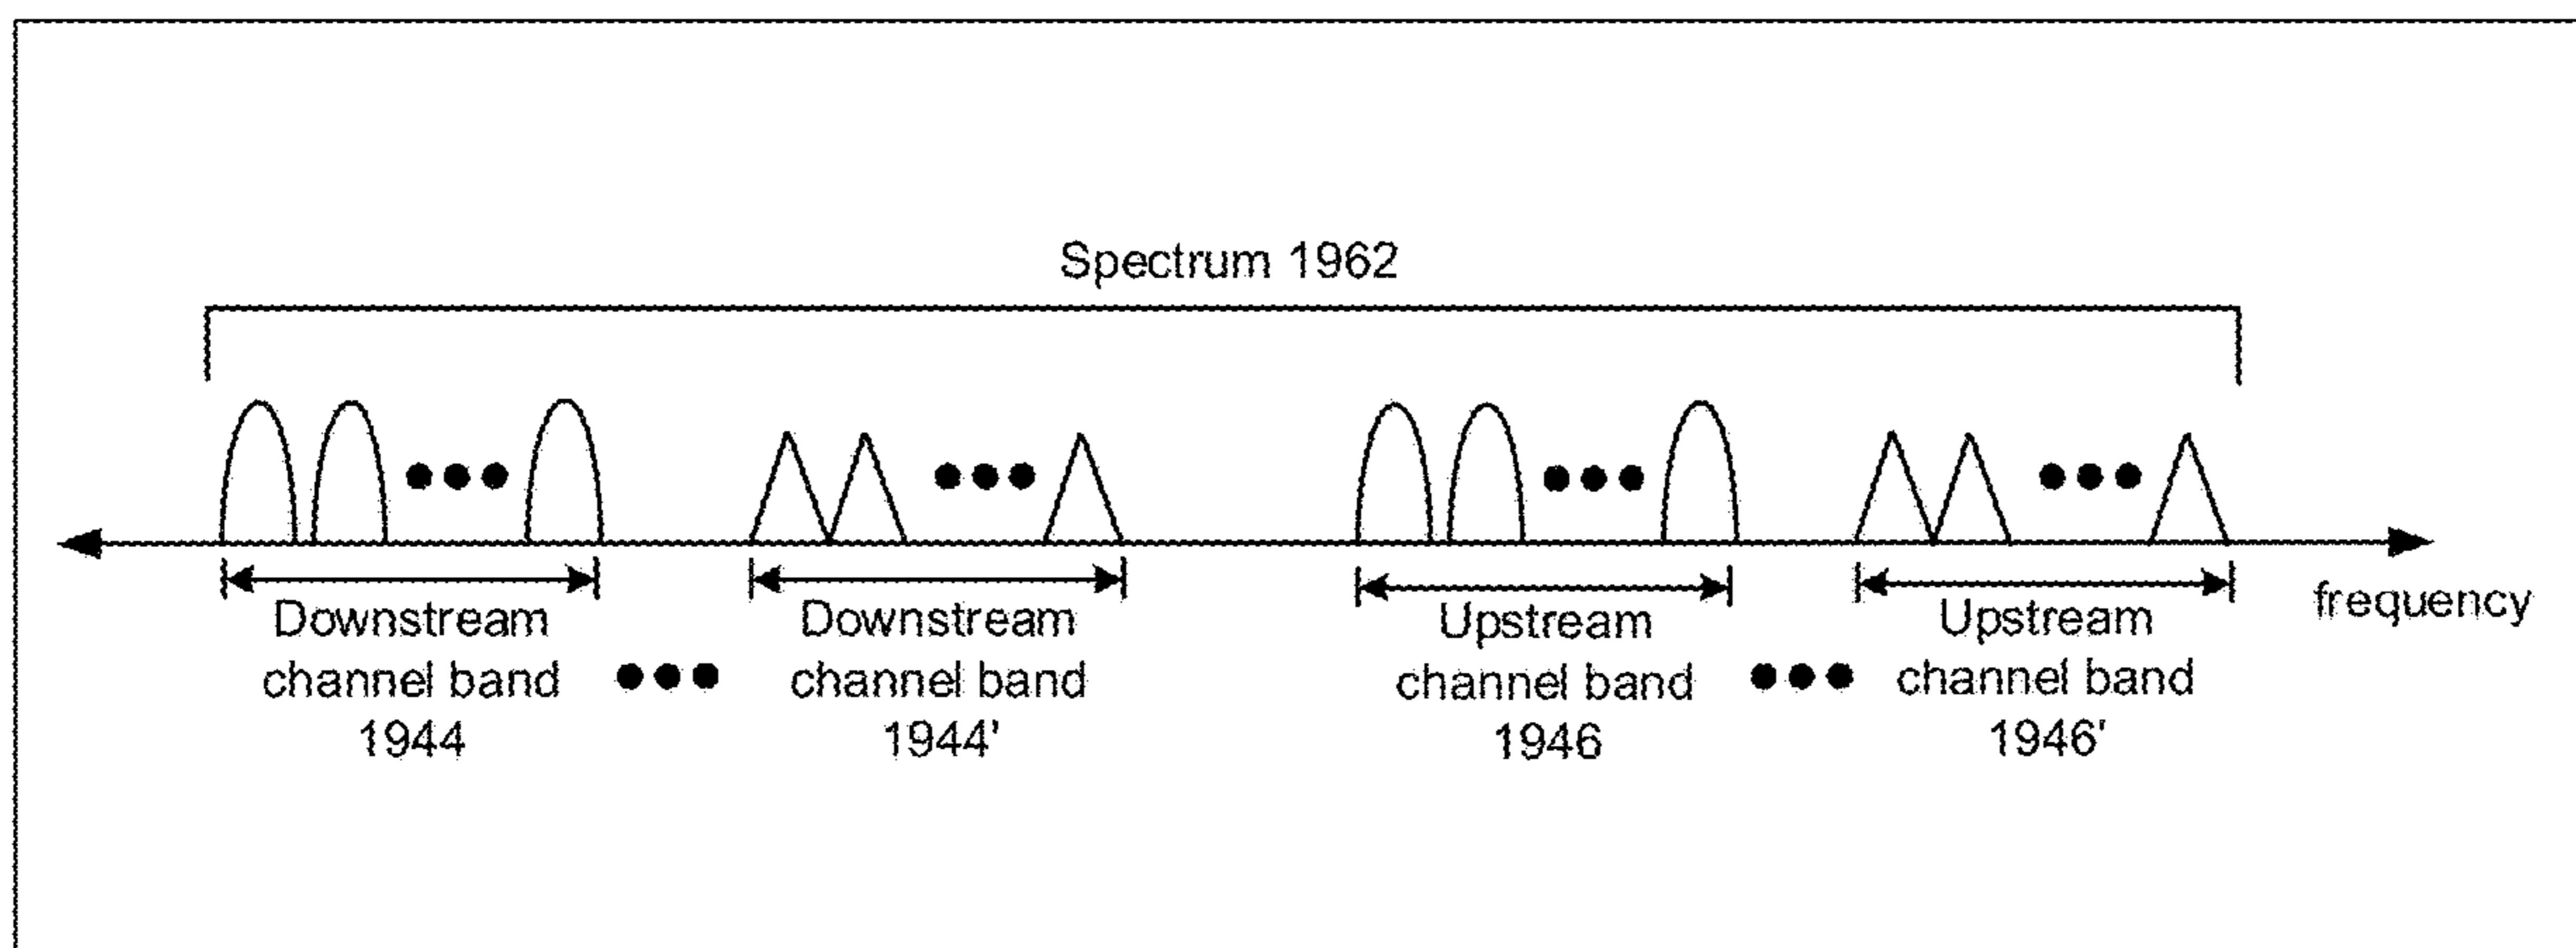 Spectrum 1962
frequency
Downstream
channel band
1944
Downstream
channel band
1944'
Upstream
channel band
1946
Upstream
channel band
1946'